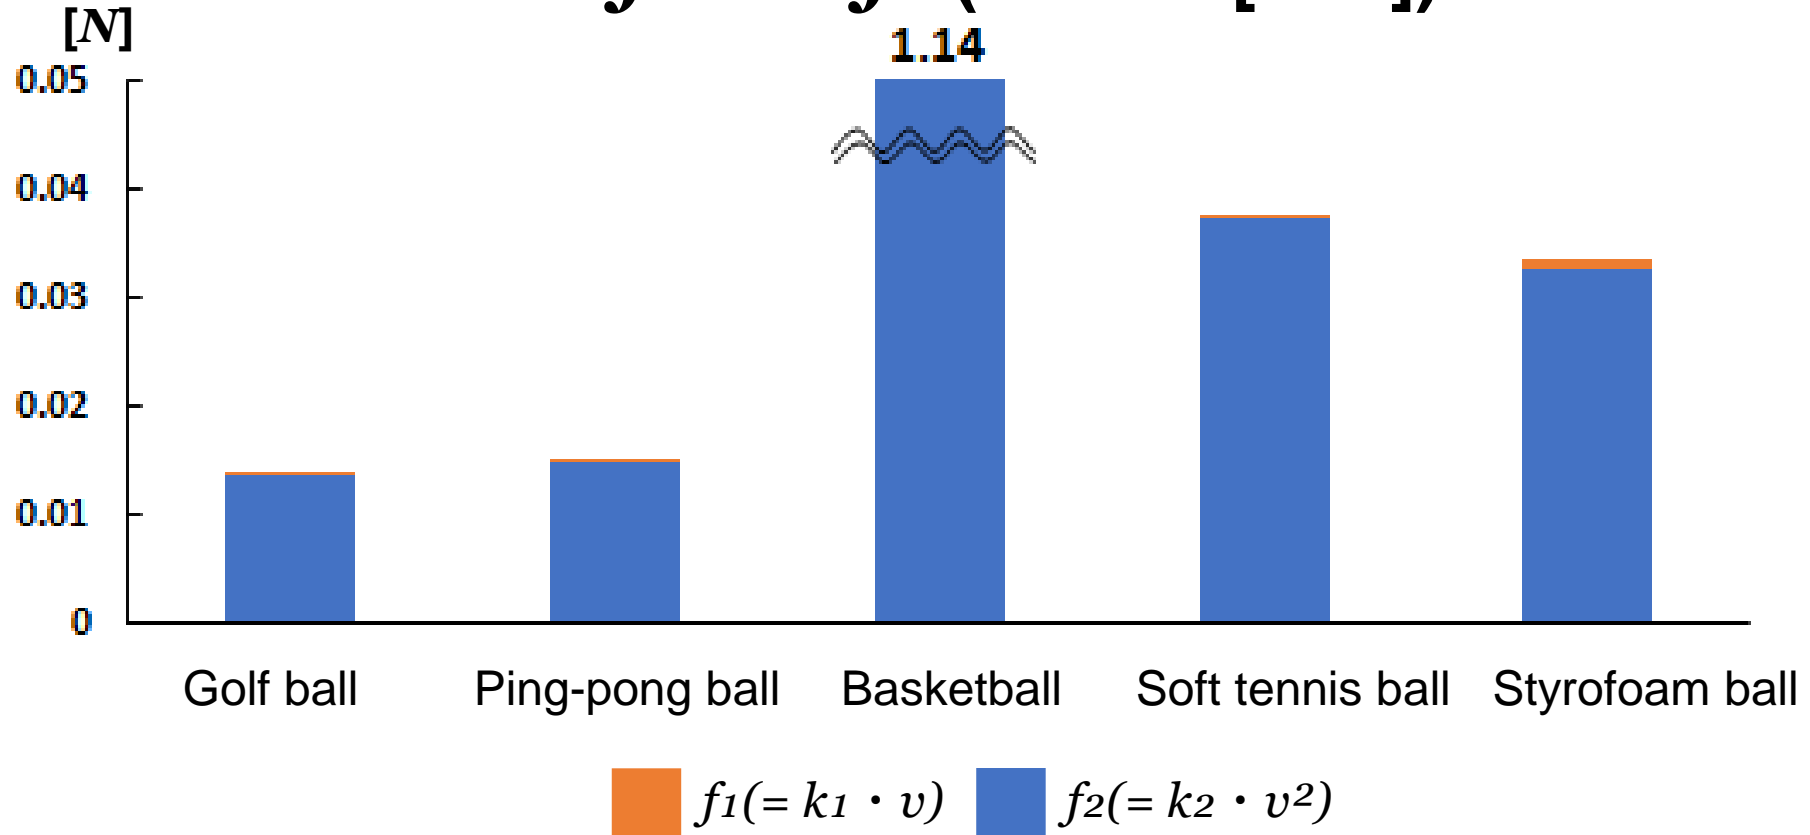 [N]
1.14
0.05
0.04
0.03
0.02
0.01
0
Golf ball Ping-pong ball Basketball Soft tennis ball Styrofoam ball
f1(= k1 · v) f2(= k2 · v²)